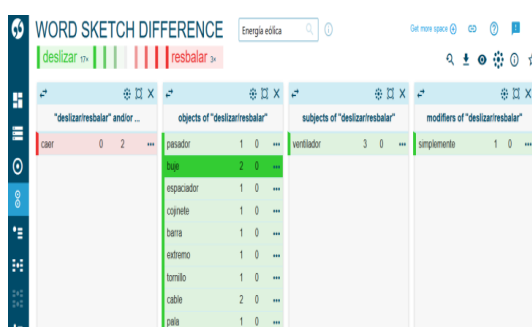 WORD SKETCH DIFFERENCE Energía eólica Get more space
deslizar 17× resbalar 3×
"deslizar/resbalar" and/or ...
caer 0 2
objects of "deslizar/resbalar"
pasador 1 0
buje 2 0
espaciador 1 0
cojinete 1 0
barra 1 0
extremo 1 0
tornillo 1 0
cable 2 0
pala 1 0
subjects of "deslizar/resbalar"
ventilador 3 0
modifiers of "deslizar/resbalar"
simplemente 1 0